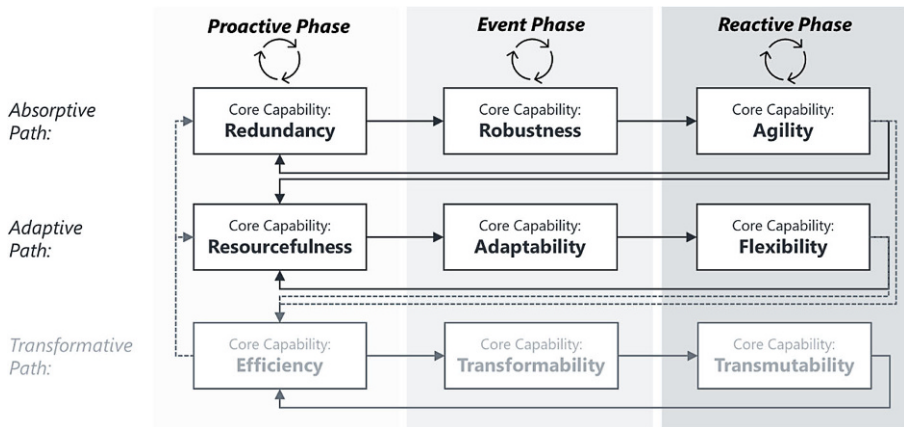 Proactive Phase
Event Phase
Reactive Phase
Absorptive
Path:
Core Capability:
Redundancy
Core Capability:
Robustness
Core Capability:
Agility
Adaptive
Path:
Core Capability:
Resourcefulness
Core Capability:
Adaptability
Core Capability:
Flexibility
Transformative
Path:
Core Capability:
Efficiency
Core Capability:
Transformability
Core Capability:
Transmutability